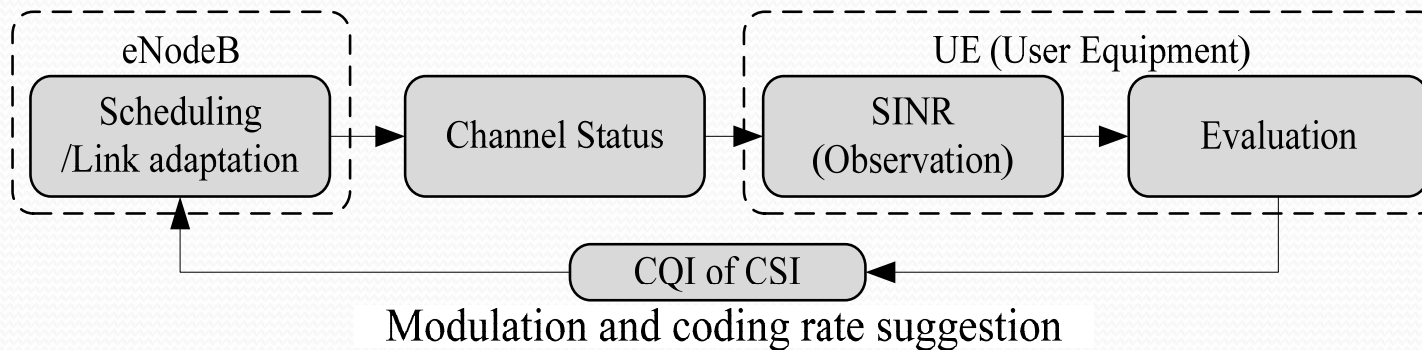 eNodeB
Scheduling
/Link adaptation
Channel Status
UE (User Equipment)
SINR
(Observation)
Evaluation
CQI of CSI
Modulation and coding rate suggestion